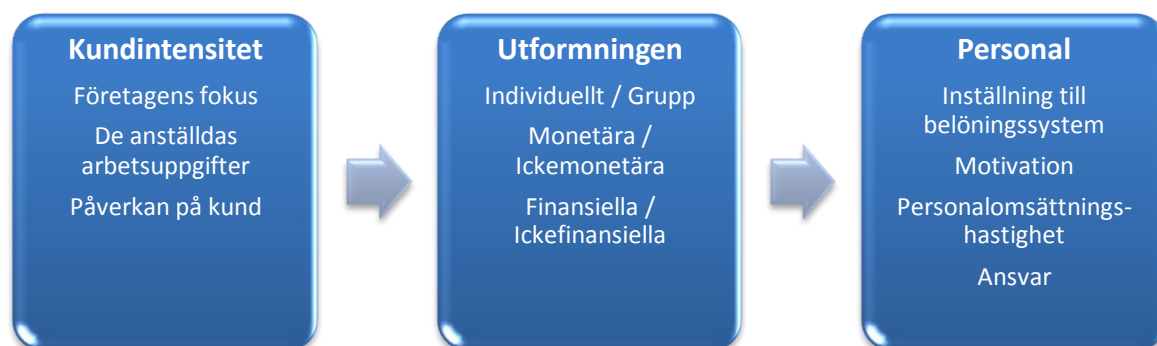 Kundintensitet
Företagens fokus
De anställdas
arbetsuppgifter
Påverkan på kund
Utformningen
Individuellt / Grupp
Monetära /
Ickemonetära
Finansiella /
Ickefinansiella
Personal
Inställning till
belöningssystem
Motivation
Personalomsättnings-
hastighet
Ansvar